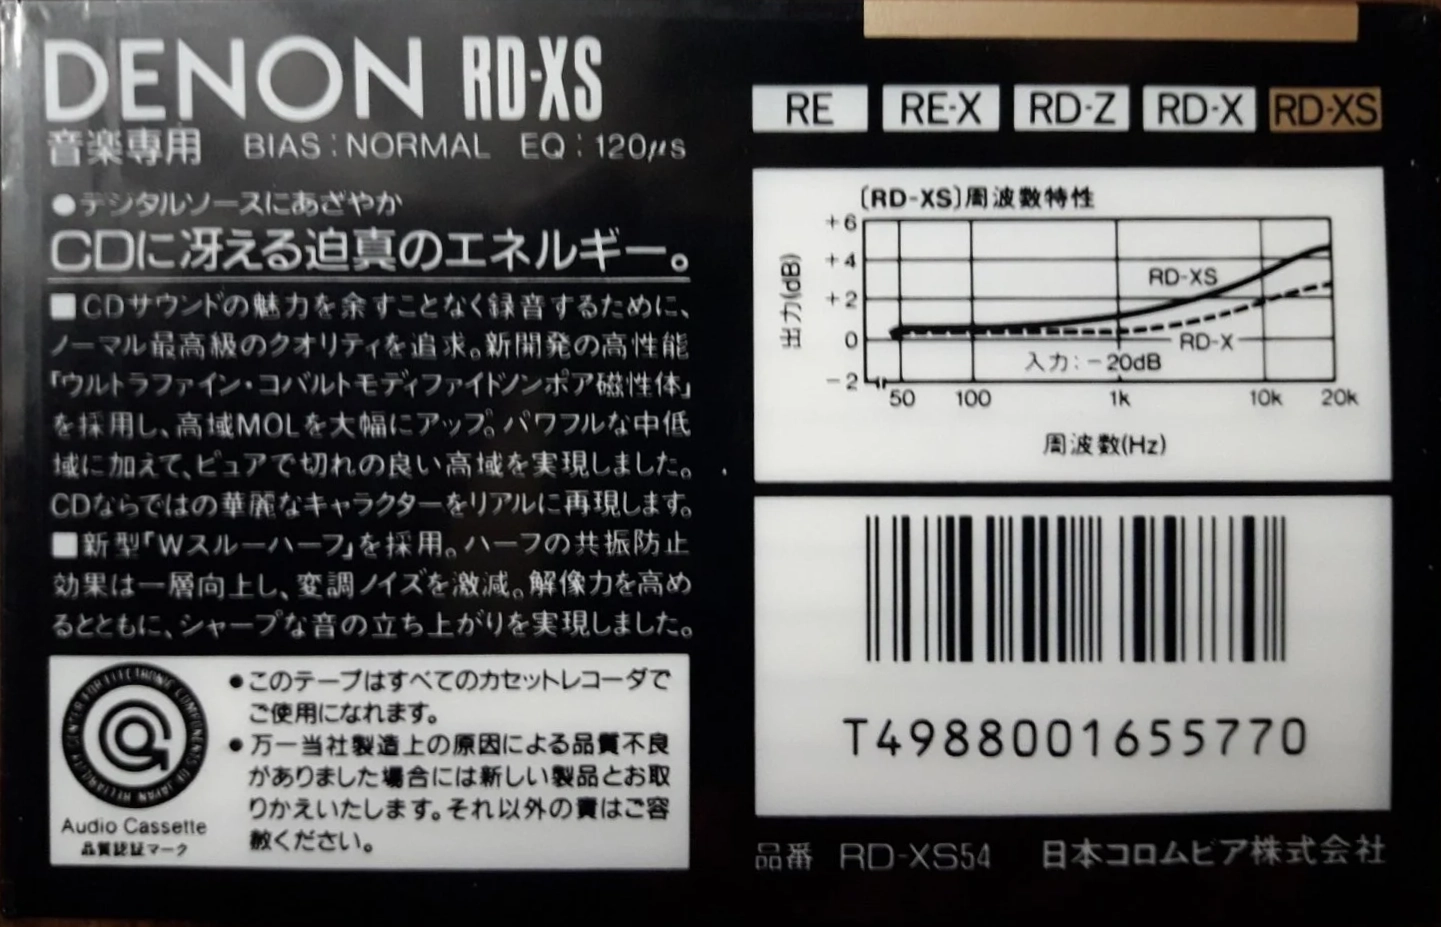 DENON RD-XS
音楽専用 BIAS:NORMAL EQ:120μs
●デジタルソースにあざやか
CDに冴える迫真のエネルギー。
■CDサウンドの魅力を余すことなく録音するために、
ノーマル最高級のクオリティを追求。新開発の高性能
「ウルトラファイン・コバルトモディファイドノンポア磁性体」
を採用し、高域MOLを大幅にアップ。パワフルな中低
域に加えて、ピュアで切れの良い高域を実現しました。
CDならではの華麗なキャラクターをリアルに再現します。
■新型「Wスルーハーフ」を採用。ハーフの共振防止
効果は一層向上し、変調ノイズを激減。解像力を高め
るとともに、シャープな音の立ち上がりを実現しました。
RELIABILITY CENTER FOR ELECTRONIC COMPONENTS OF JAPAN
Audio Cassette
品質認証マーク
●このテープはすべてのカセットレコーダで
ご使用になれます。
●万一当社製造上の原因による品質不良
がありました場合には新しい製品とお取
りかえいたします。それ以外の責はご容
赦ください。
RE RE-X RD-Z RD-X RD-XS
〔RD-XS〕周波数特性
出力(dB)
+6
+4
+2
0
-2
RD-XS
RD-X
入力:-20dB
50 100 1k 10k 20k
周波数(Hz)
T4988001655770
品番 RD-XS54 日本コロムビア株式会社